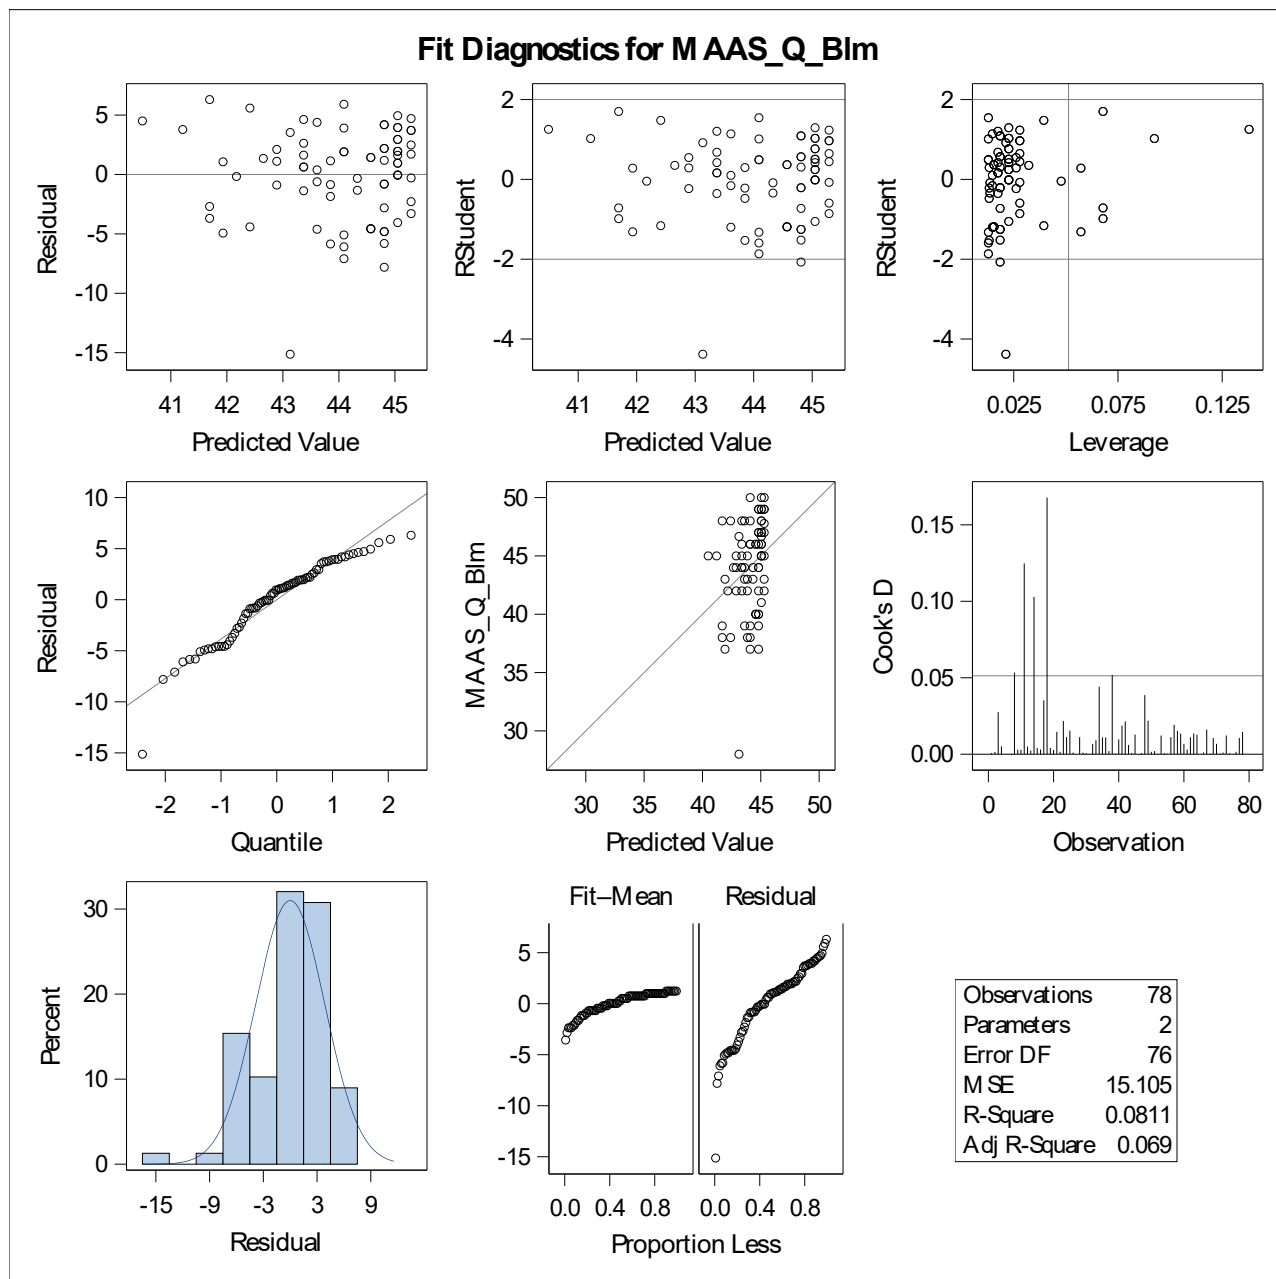 Fit Diagnostics for MAAS_Q_Blm
5
0
-5
-10
-15
Residual
41 42 43 44 45
Predicted Value
2
0
-2
-4
RStudent
41 42 43 44 45
Predicted Value
2
0
-2
-4
RStudent
0.025 0.075 0.125
Leverage
10
5
0
-5
-10
-15
Residual
-2 -1 0 1 2
Quantile
50
45
40
35
30
MAAS_Q_Blm
30 35 40 45 50
Predicted Value
0.15
0.10
0.05
0.00
Cook's D
0 20 40 60 80
Observation
30
20
10
0
Percent
-15 -9 -3 3 9
Residual
Fit–Mean Residual
5
0
-5
-10
-15
0.0 0.4 0.8 0.0 0.4 0.8
Proportion Less
Observations 78
Parameters 2
Error DF 76
MSE 15.105
R-Square 0.0811
Adj R-Square 0.069